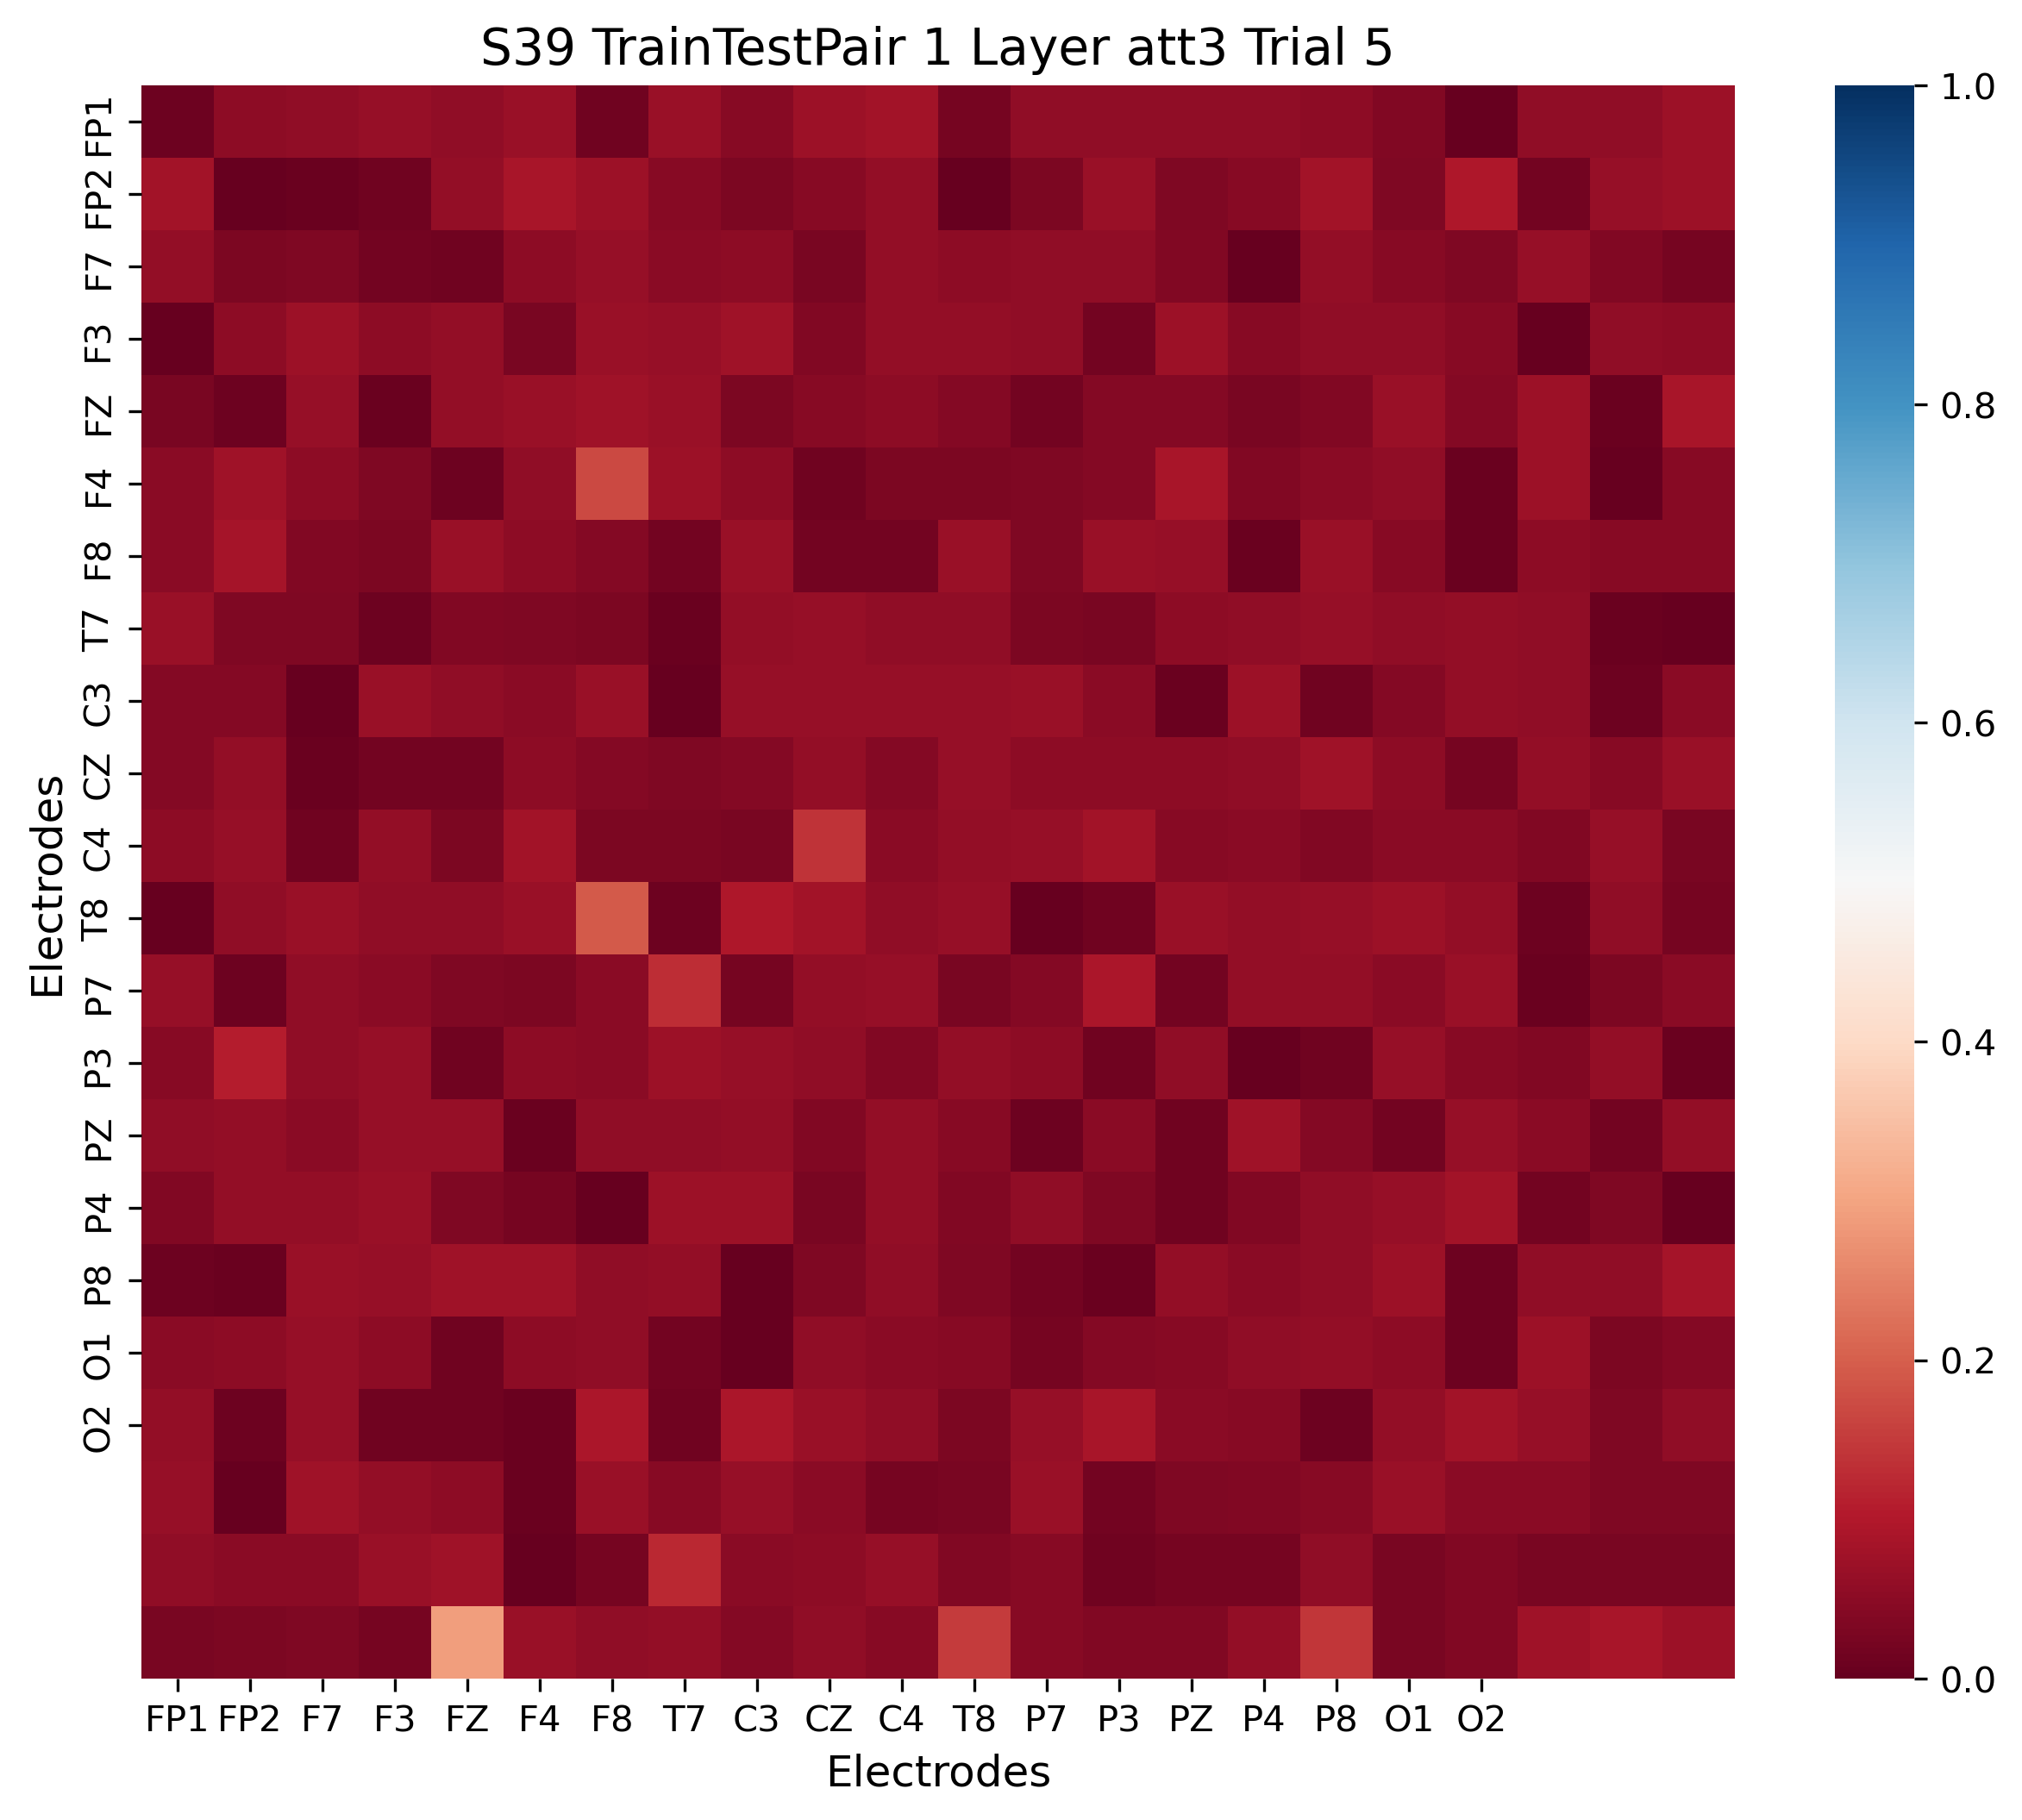 S39 TrainTestPair 1 Layer att3 Trial 5
FP1
FP2
F7
F3
FZ
F4
F8
T7
C3
CZ
C4
T8
P7
P3
PZ
P4
P8
O1
O2
Electrodes
FP1 FP2 F7 F3 FZ F4 F8 T7 C3 CZ C4 T8 P7 P3 PZ P4 P8 O1 O2
Electrodes
1.0
0.8
0.6
0.4
0.2
0.0